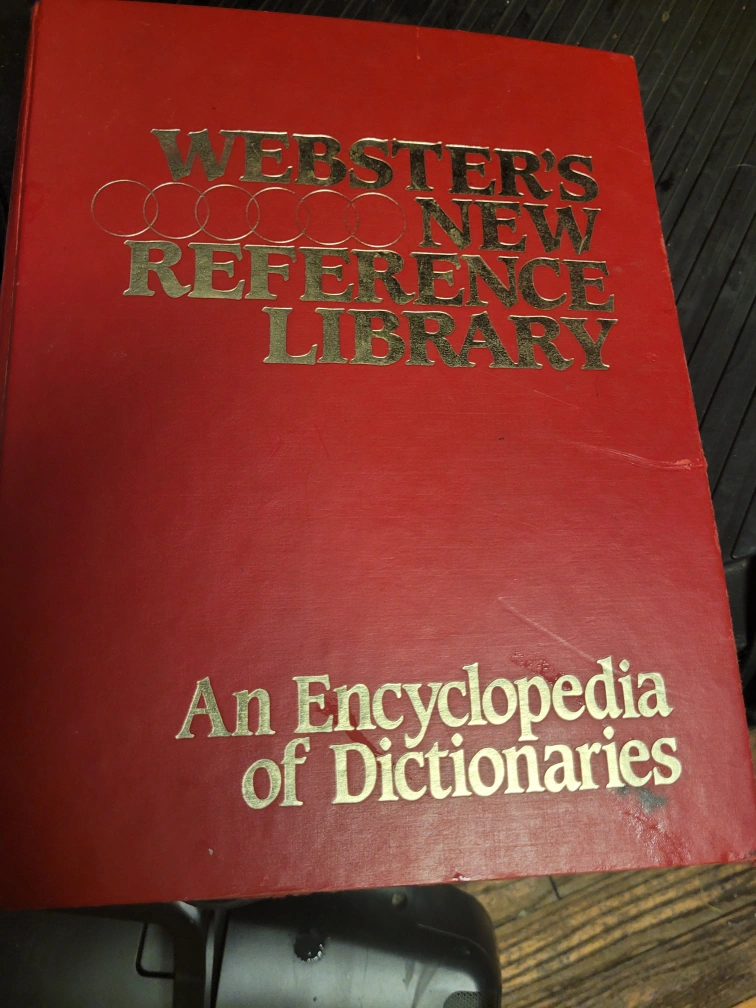 WEBSTER'S
NEW
REFERENCE
LIBRARY
An Encyclopedia
of Dictionaries